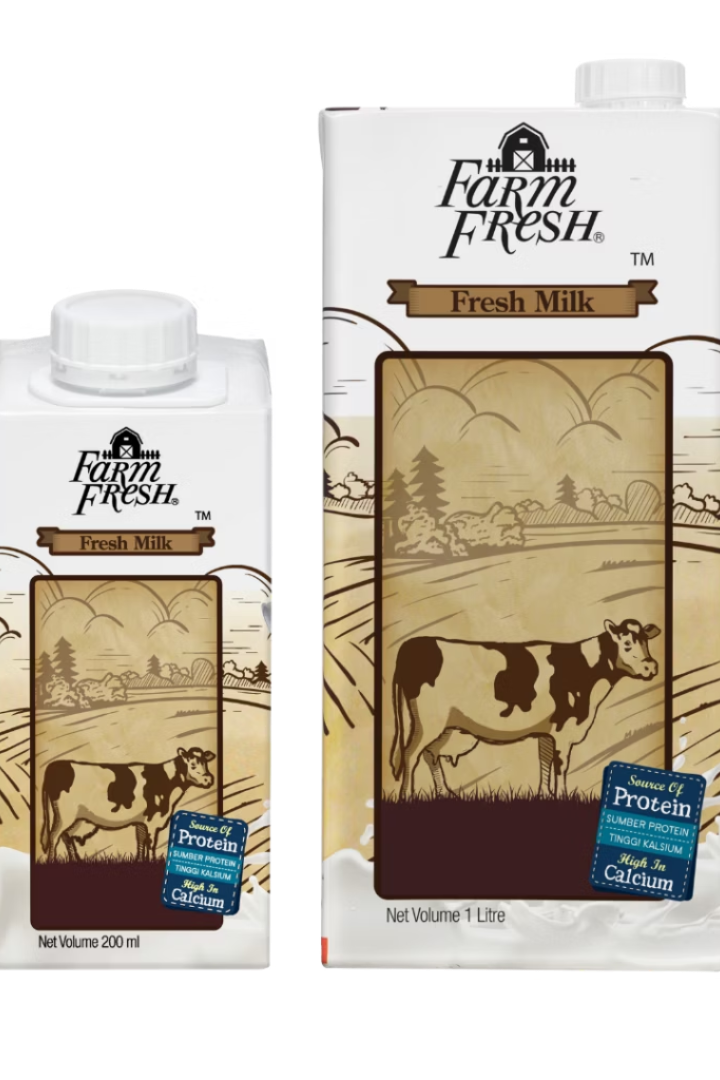 FARM
FRESH®
TM
Fresh Milk
Source Of
Protein
SUMBER PROTEIN
TINGGI KALSIUM
High In
Calcium
Net Volume 200 ml
FARM
FRESH®
TM
Fresh Milk
Source Of
Protein
SUMBER PROTEIN
TINGGI KALSIUM
High In
Calcium
Net Volume 1 Litre